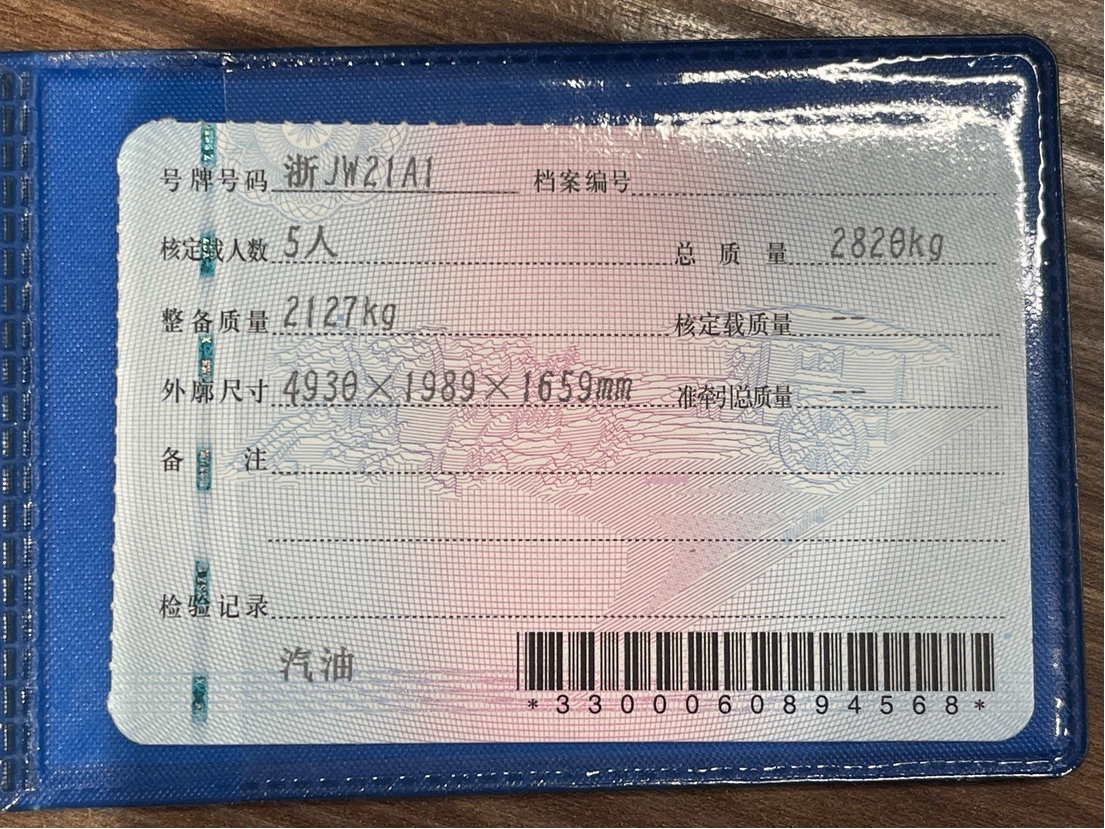 号牌号码 浙JW21A1 档案编号
核定载人数 5人 总质量 2820kg
整备质量 2127kg 核定载质量 --
外廓尺寸 4930×1989×1659mm 准牵引总质量 --
备注
检验记录
汽油
*3300060894568*